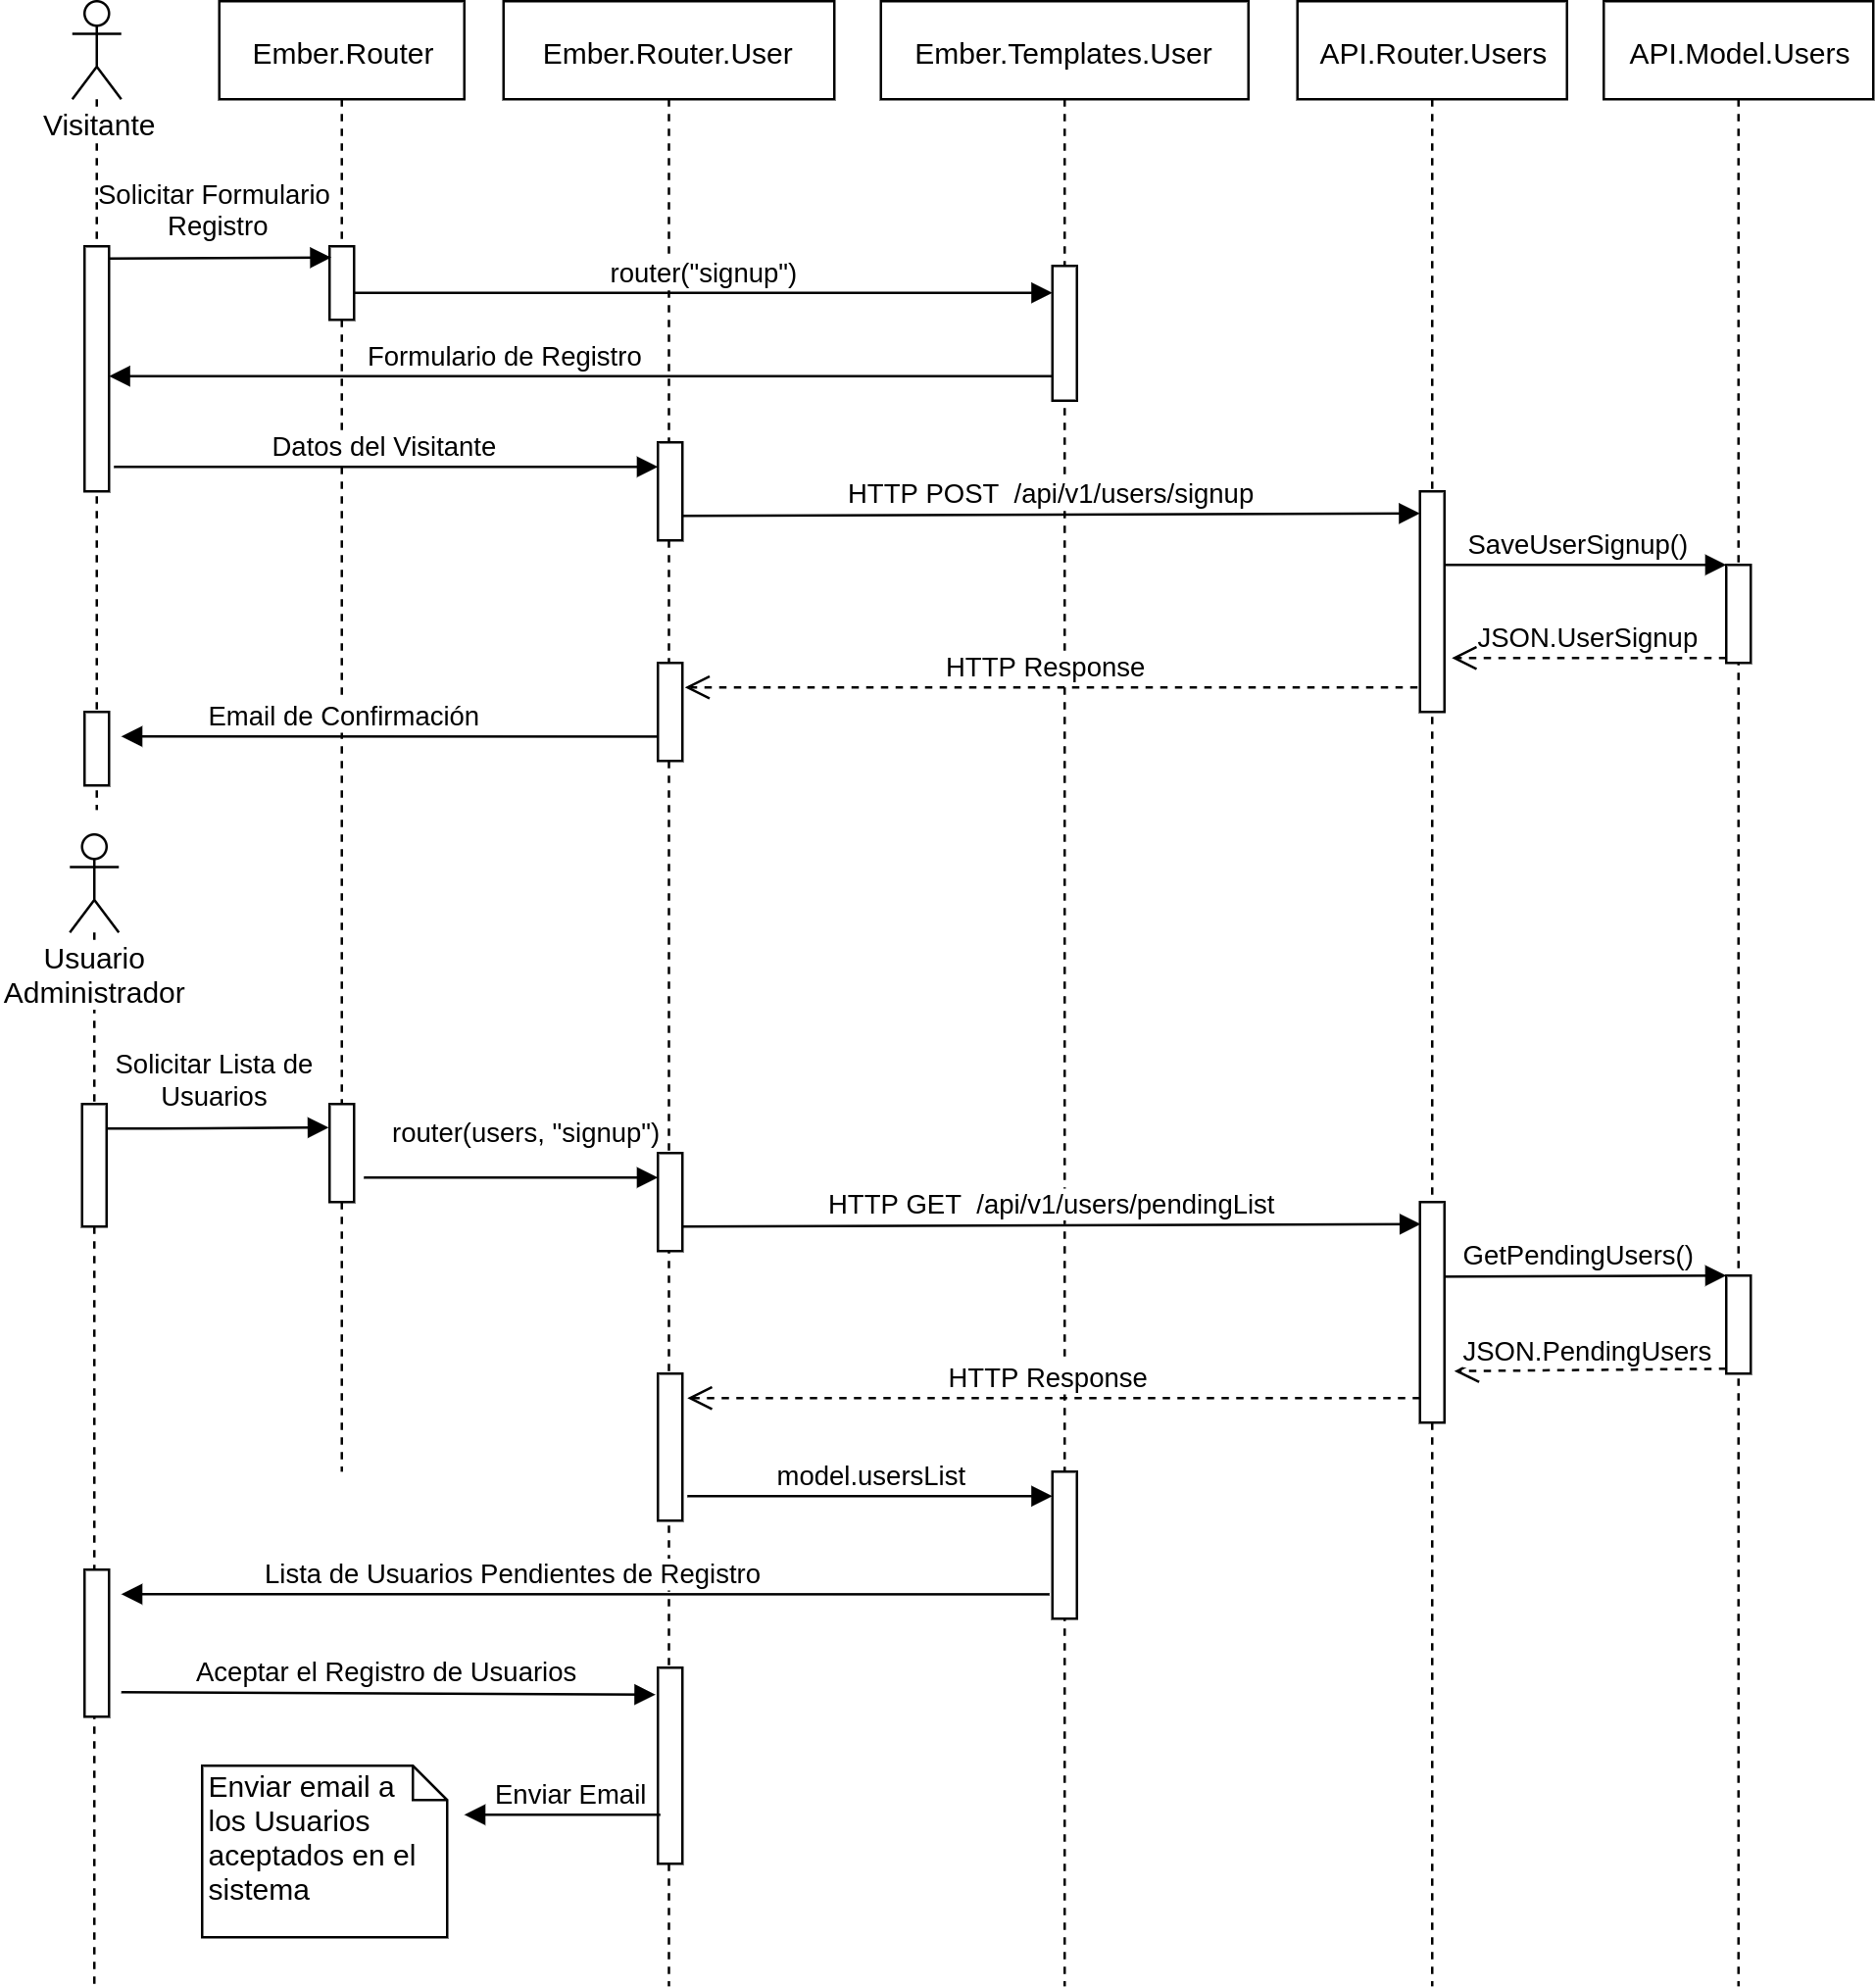 Ember.Router
Ember.Router.User
Ember.Templates.User
API.Router.Users
API.Model.Users
Visitante
Solicitar Formulario
Registro
router("signup")
Formulario de Registro
Datos del Visitante
HTTP POST  /api/v1/users/signup
SaveUserSignup()
JSON.UserSignup
HTTP Response
Email de Confirmación
Usuario
Administrador
Solicitar Lista de
Usuarios
router(users, "signup")
HTTP GET  /api/v1/users/pendingList
GetPendingUsers()
JSON.PendingUsers
HTTP Response
model.usersList
Lista de Usuarios Pendientes de Registro
Aceptar el Registro de Usuarios
Enviar Email
Enviar email a
los Usuarios
aceptados en el
sistema